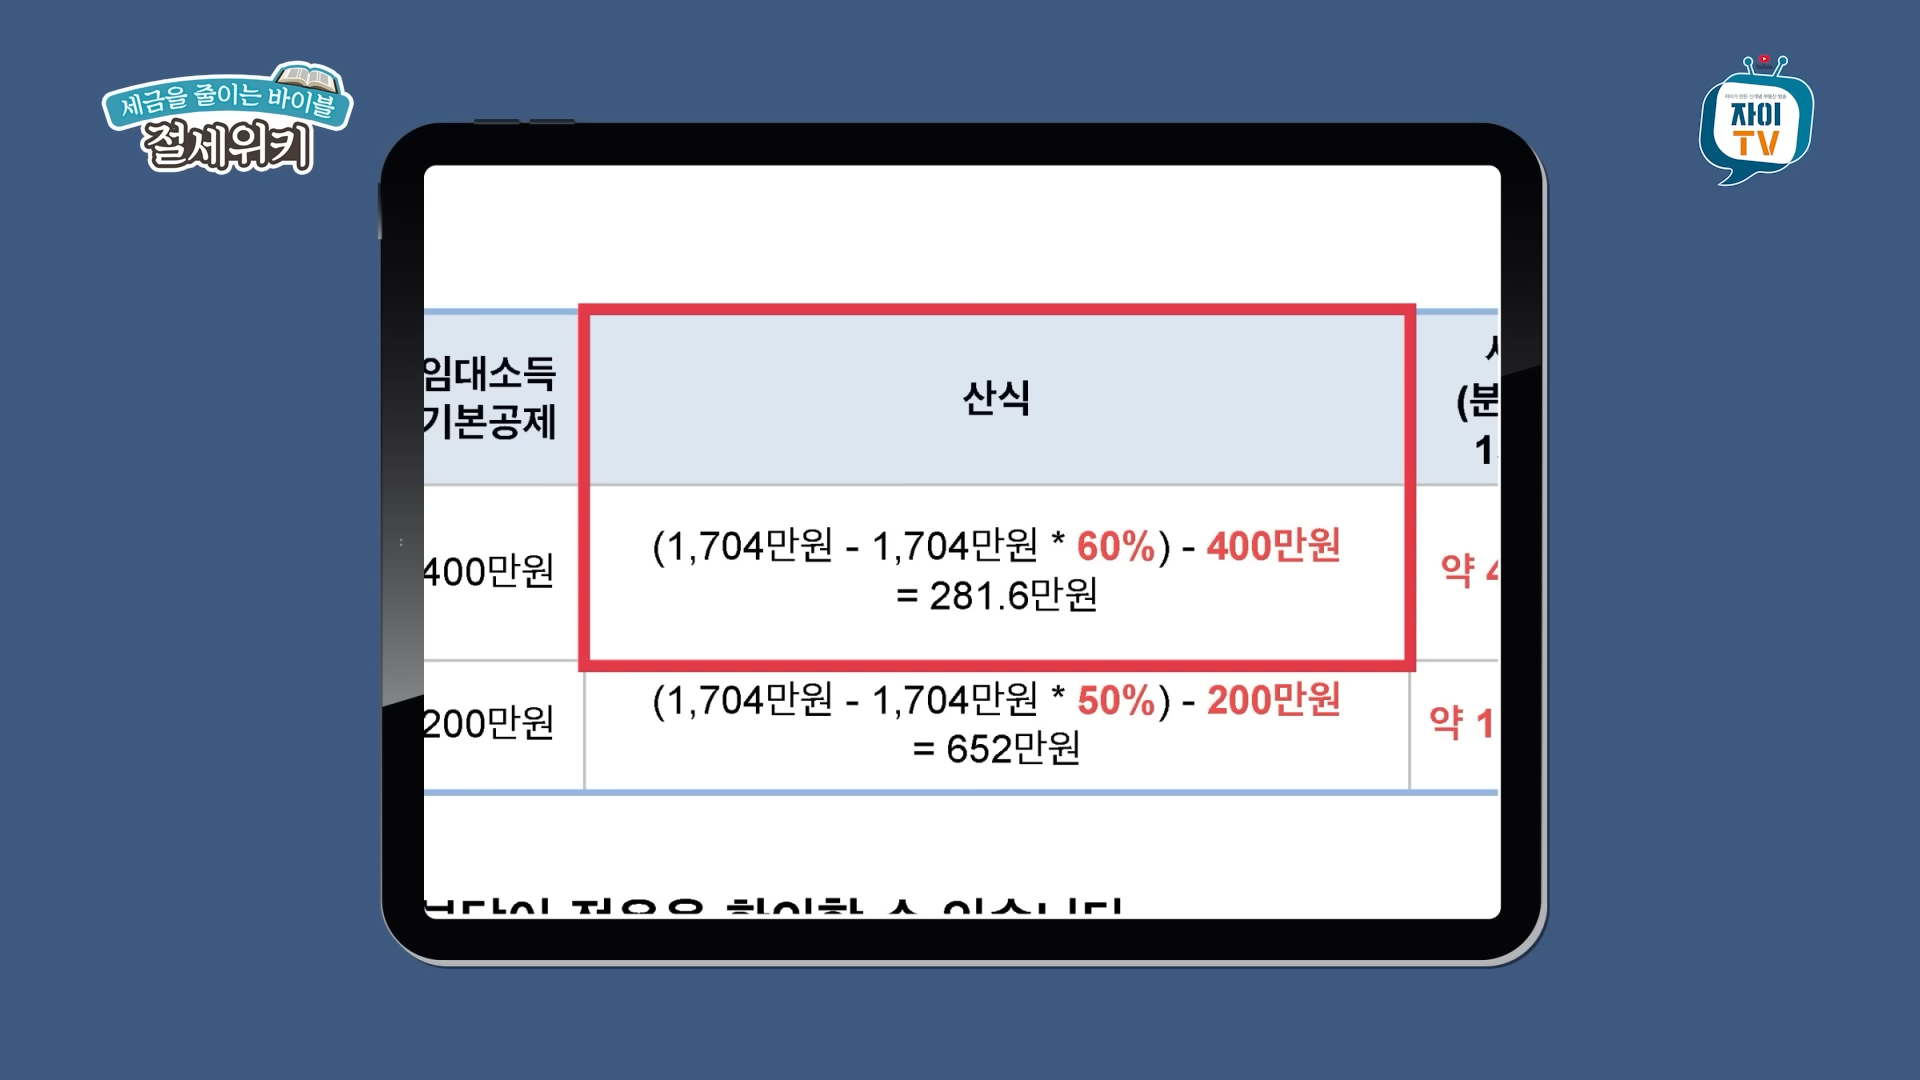 세금을 줄이는 바이블
절세위키
자이
TV
임대소득
기본공제
산식
(분
1
400만원
(1,704만원 - 1,704만원 * 60%) - 400만원
= 281.6만원
약 4
200만원
(1,704만원 - 1,704만원 * 50%) - 200만원
= 652만원
약 1